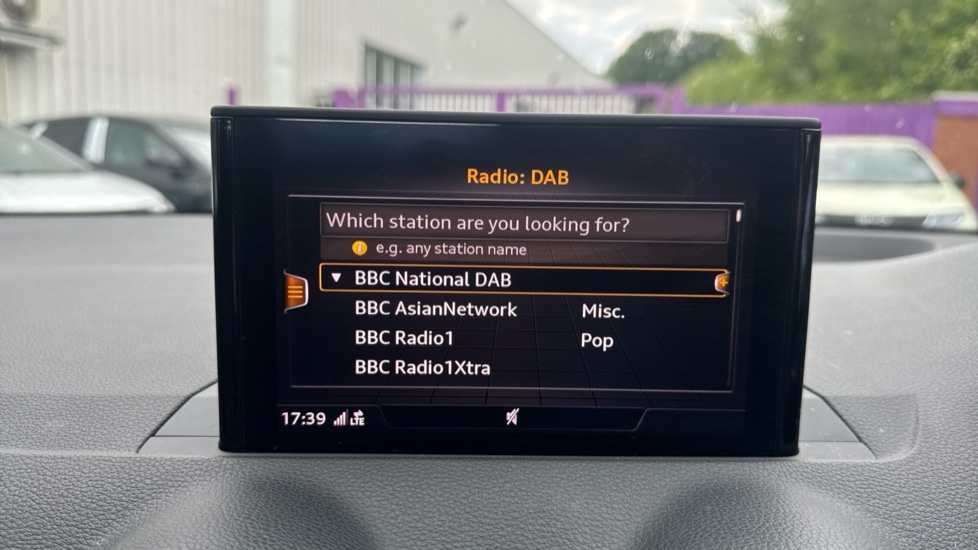 Radio: DAB
Which station are you looking for?
i e.g. any station name
BBC National DAB
BBC AsianNetwork Misc.
BBC Radio1 Pop
BBC Radio1Xtra
17:39 LTE